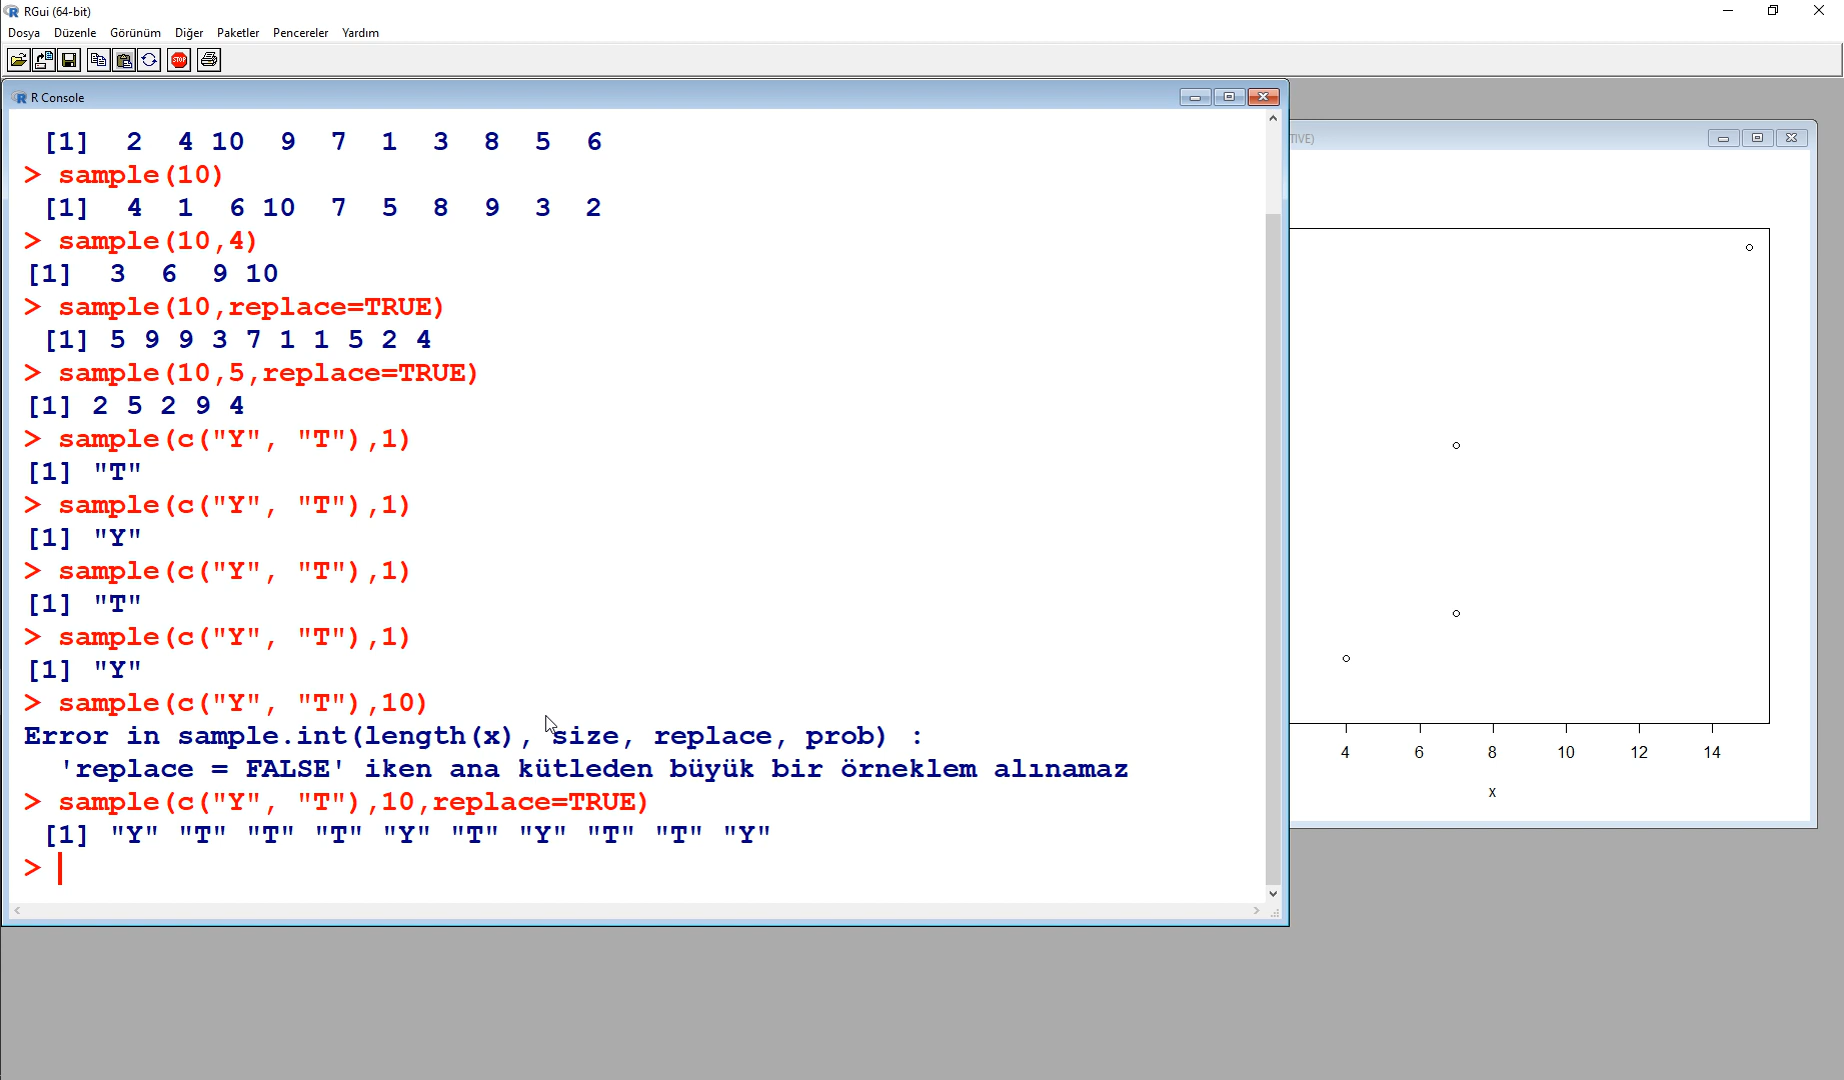 RGui (64-bit)
Dosya Düzenle Görünüm Diğer Paketler Pencereler Yardım
STOP
R Console
[1] 2 4 10 9 7 1 3 8 5 6
> sample(10)
[1] 4 1 6 10 7 5 8 9 3 2
> sample(10,4)
[1] 3 6 9 10
> sample(10,replace=TRUE)
[1] 5 9 9 3 7 1 1 5 2 4
> sample(10,5,replace=TRUE)
[1] 2 5 2 9 4
> sample(c("Y", "T"),1)
[1] "T"
> sample(c("Y", "T"),1)
[1] "Y"
> sample(c("Y", "T"),1)
[1] "T"
> sample(c("Y", "T"),1)
[1] "Y"
> sample(c("Y", "T"),10)
Error in sample.int(length(x), size, replace, prob) :
'replace = FALSE' iken ana kütleden büyük bir örneklem alınamaz
> sample(c("Y", "T"),10,replace=TRUE)
[1] "Y" "T" "T" "T" "Y" "T" "Y" "T" "T" "Y"
>
TIVE)
4 6 8 10 12 14
x